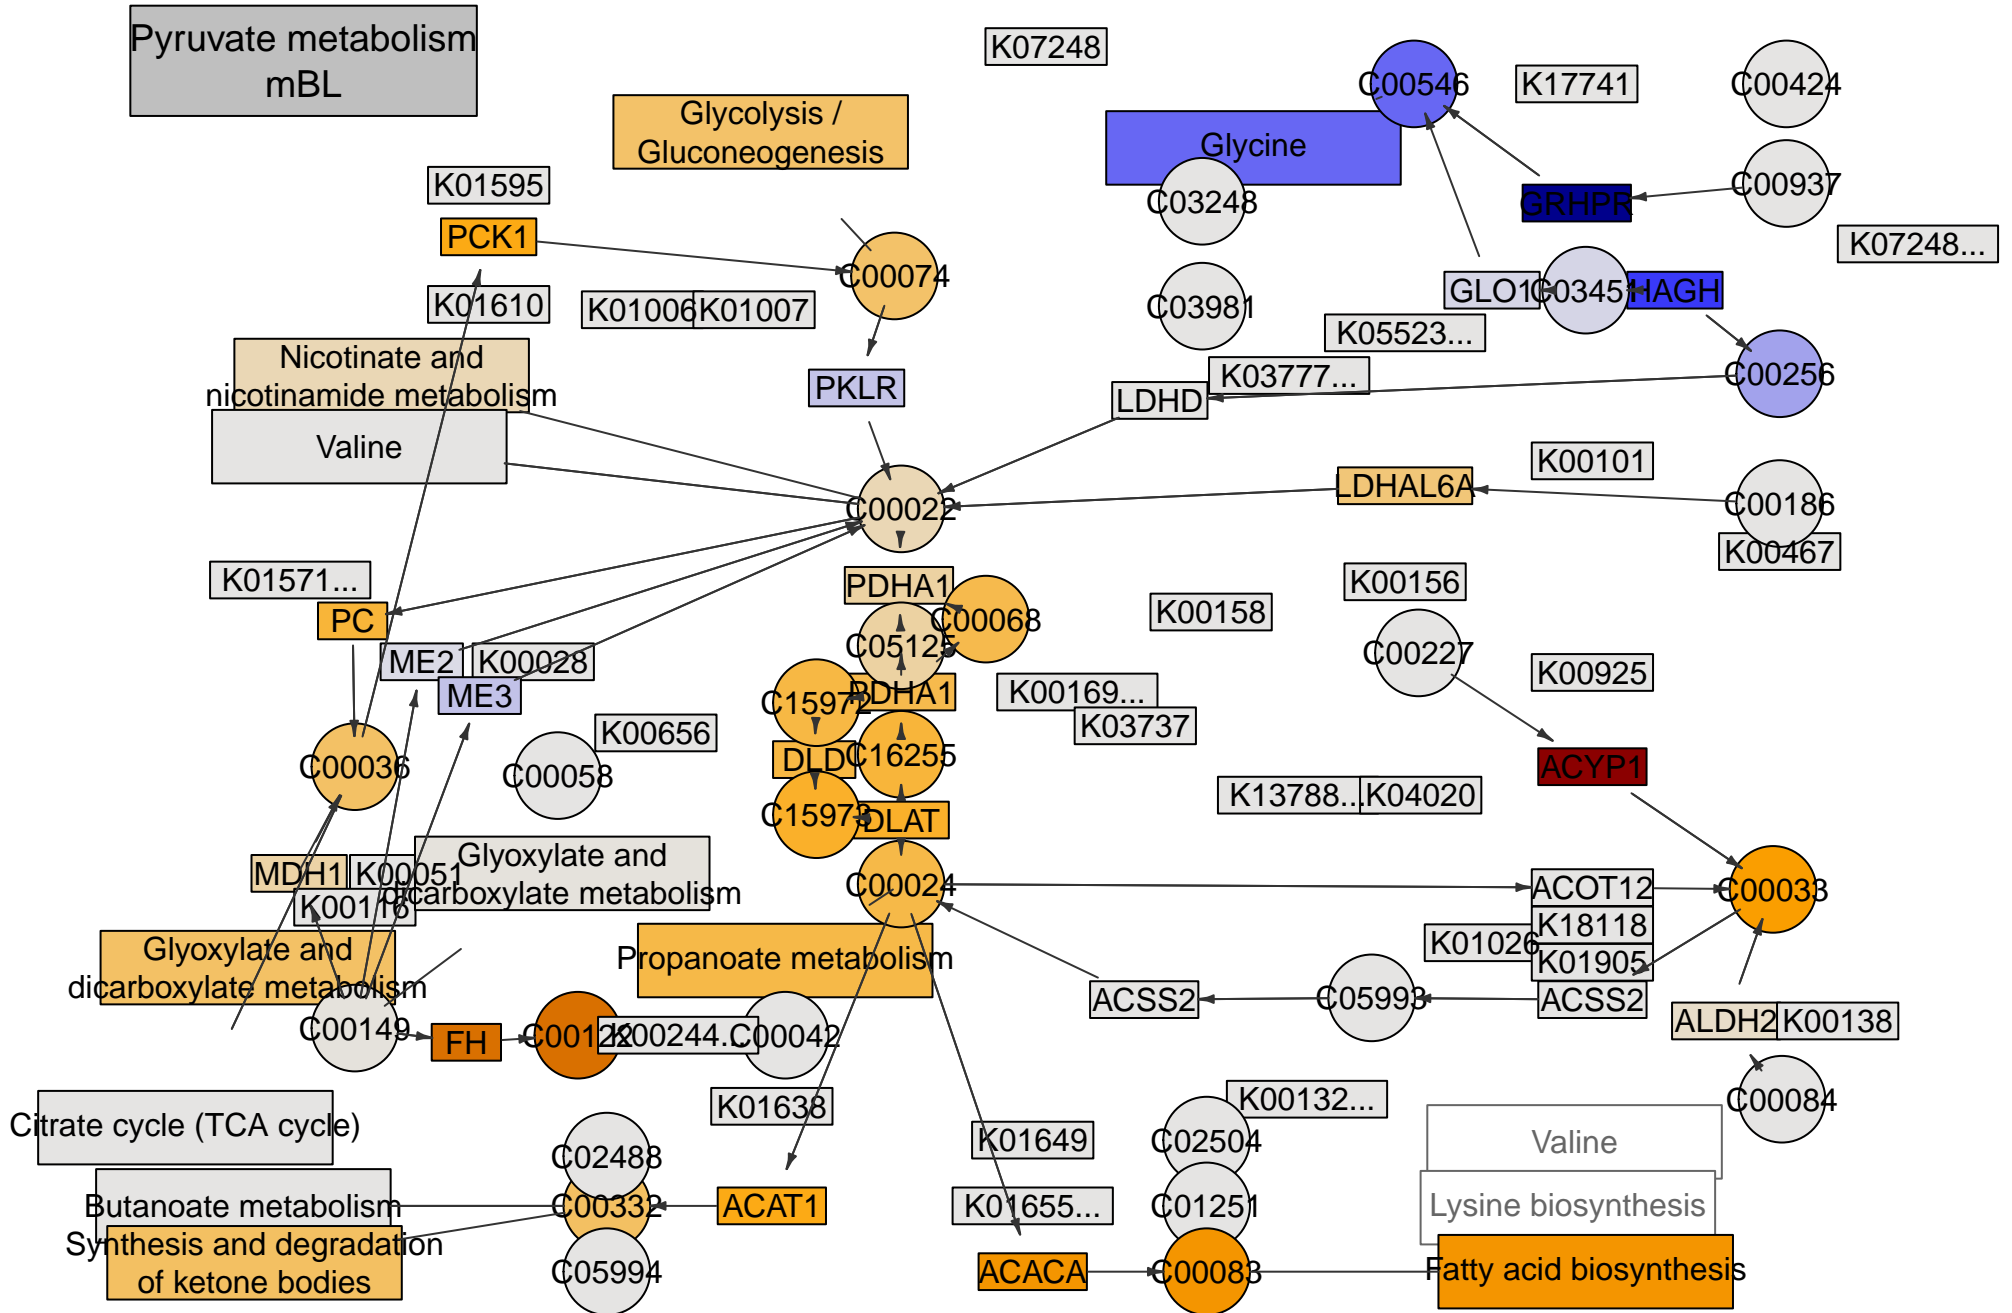 Pyruvate metabolism
mBL
K07248
C00546
K17741
C00424
Glycolysis /
Gluconeogenesis
Glycine
K01595
C03248
GRHPR
C00937
PCK1
K07248...
C00074
K01610
K01006
K01007
C03981
GLO1
C03451
HAGH
K05523...
Nicotinate and
nicotinamide metabolism
PKLR
K03777...
LDHD
C00256
Valine
K00101
LDHAL6A
C00022
C00186
K00467
K01571...
PDHA1
K00156
PC
C00068
K00158
C05125
ME2
K00028
C00227
K00925
ME3
C15972
PDHA1
K00169...
K03737
K00656
C00036
C00058
DLD
C16255
ACYP1
K13788...
K04020
C15973
DLAT
MDH1
K00051
Glyoxylate and
dicarboxylate metabolism
K00116
C00024
ACOT12
C00033
K18118
Glyoxylate and
dicarboxylate metabolism
Propanoate metabolism
K01026
K01905
ACSS2
C05993
ACSS2
C00149
FH
C00122
K00244...
C00042
ALDH2
K00138
K01638
K00132...
C00084
Citrate cycle (TCA cycle)
C02488
K01649
C02504
Valine
Butanoate metabolism
C00332
ACAT1
K01655...
C01251
Lysine biosynthesis
Synthesis and degradation
of ketone bodies
C05994
ACACA
C00083
Fatty acid biosynthesis